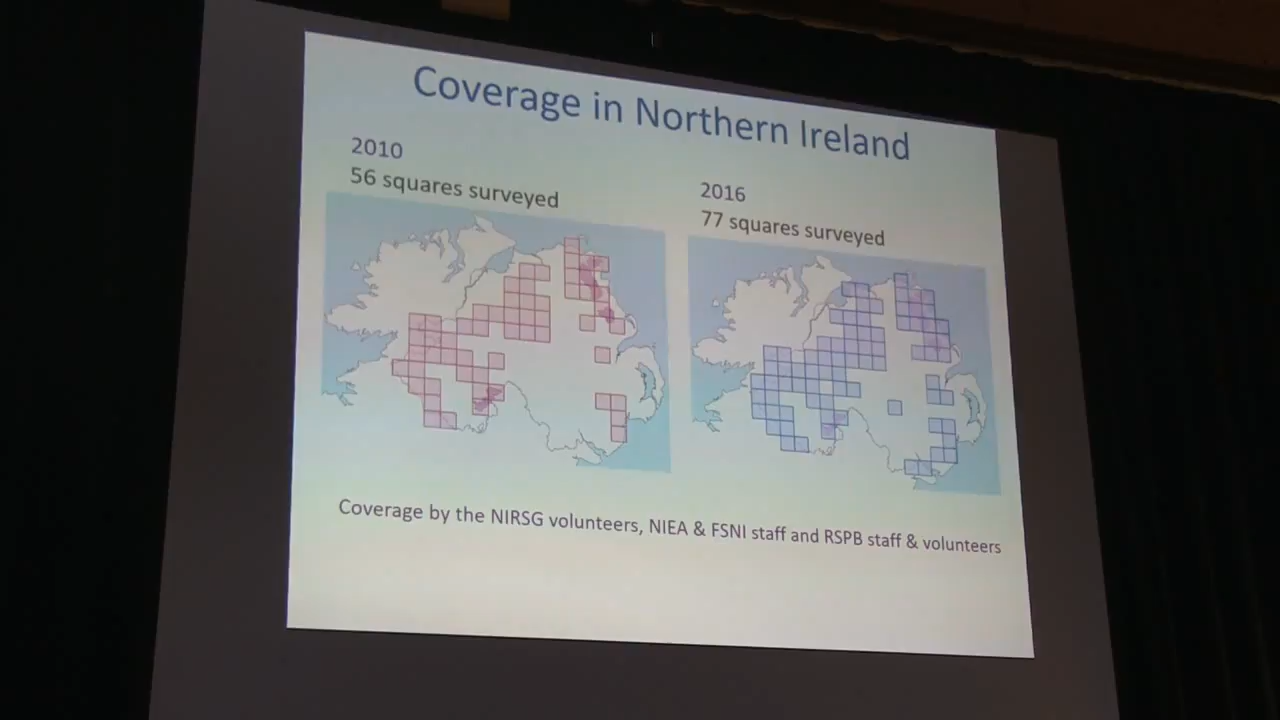 Coverage in Northern Ireland
2010
56 squares surveyed
2016
77 squares surveyed
Coverage by the NIRSG volunteers, NIEA & FSNI staff and RSPB staff & volunteers